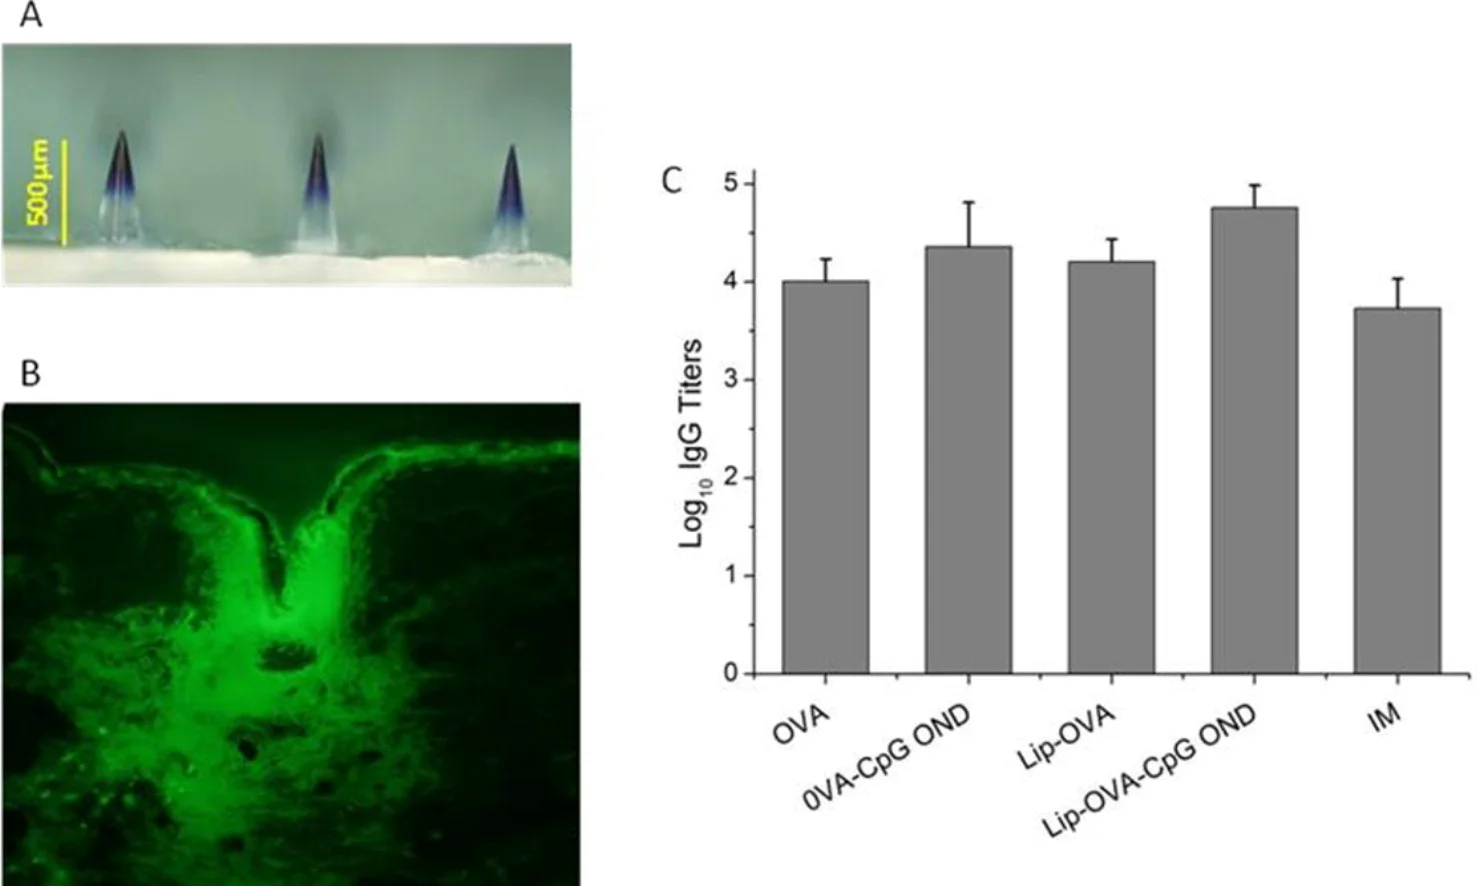 A
500μm
B
C
Log10 IgG Titers
5
4
3
2
1
0
OVA
0VA-CpG OND
Lip-OVA
Lip-OVA-CpG OND
IM